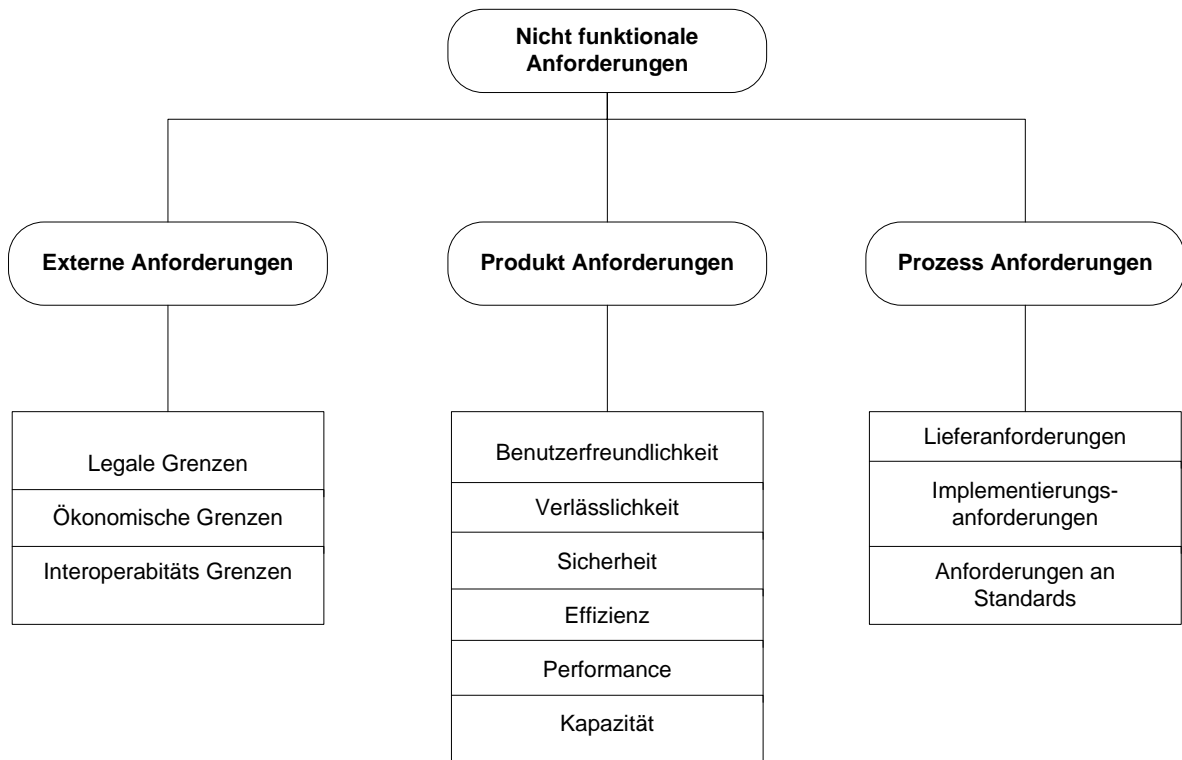 Nicht funktionale
Anforderungen
Externe Anforderungen
Produkt Anforderungen
Prozess Anforderungen
Legale Grenzen
Ökonomische Grenzen
Interoperabitäts Grenzen
Benutzerfreundlichkeit
Verlässlichkeit
Sicherheit
Effizienz
Performance
Kapazität
Lieferanforderungen
Implementierungs-
anforderungen
Anforderungen an
Standards